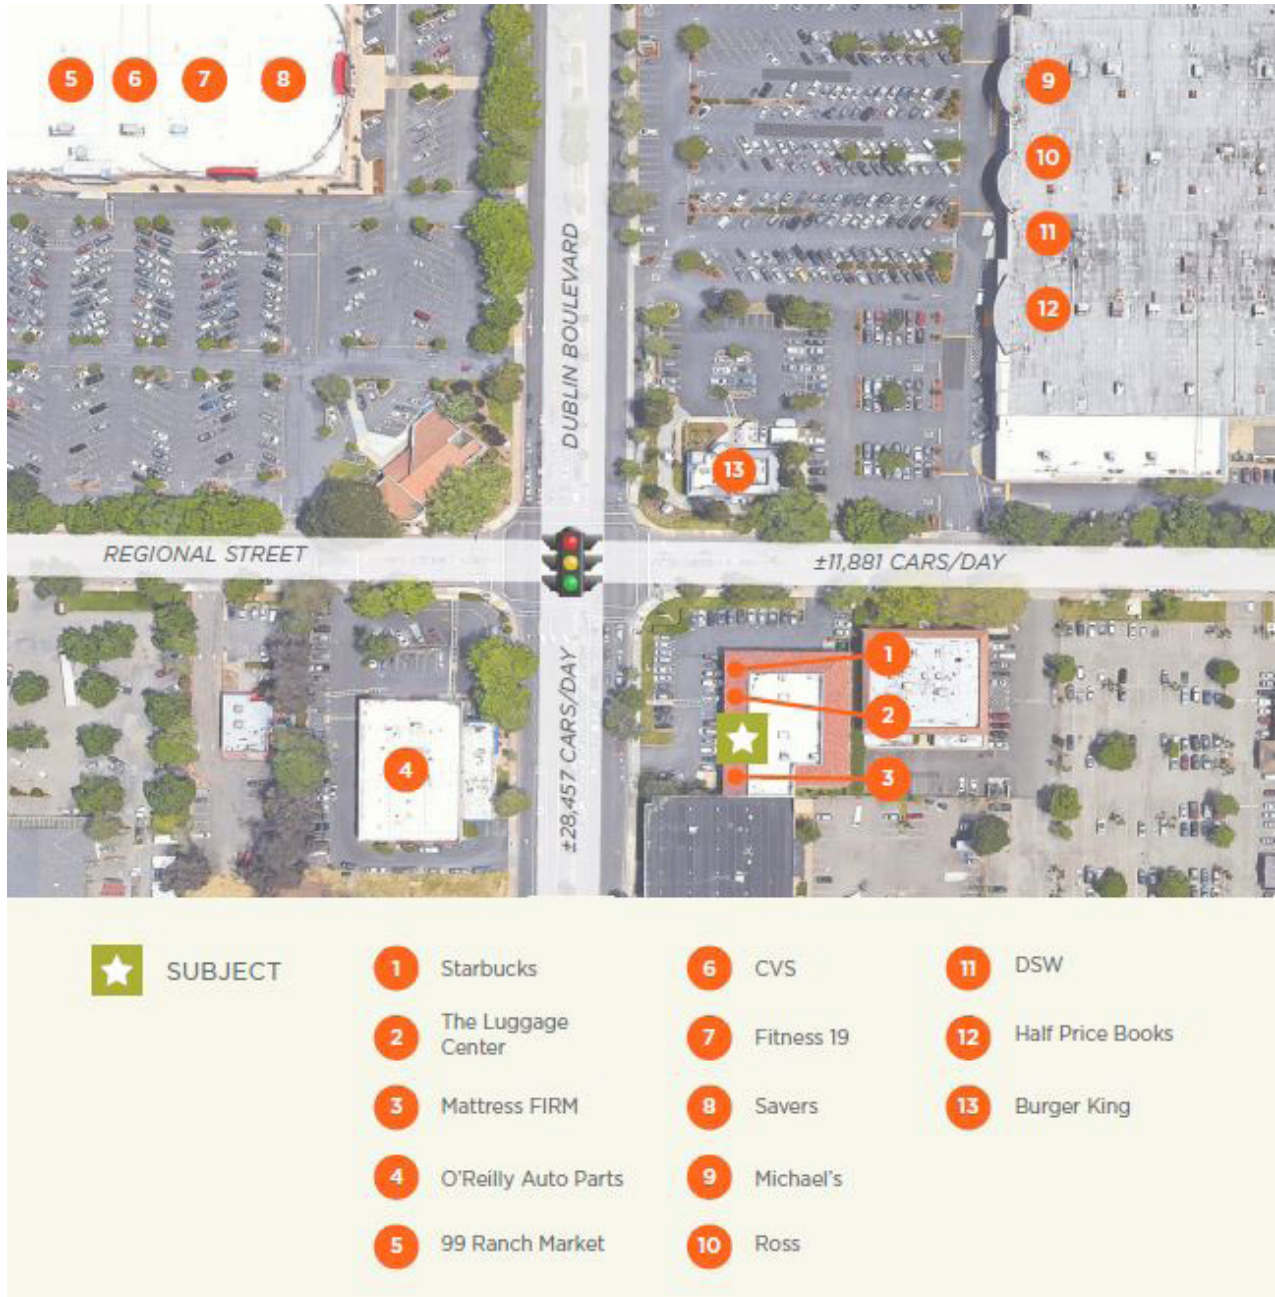 5
6
7
8
9
10
11
12
13
DUBLIN BOULEVARD
REGIONAL STREET
±11,881 CARS/DAY
±28,457 CARS/DAY
1
2
3
4
SUBJECT
1 Starbucks
2 The Luggage
Center
3 Mattress FIRM
4 O'Reilly Auto Parts
5 99 Ranch Market
6 CVS
7 Fitness 19
8 Savers
9 Michael's
10 Ross
11 DSW
12 Half Price Books
13 Burger King